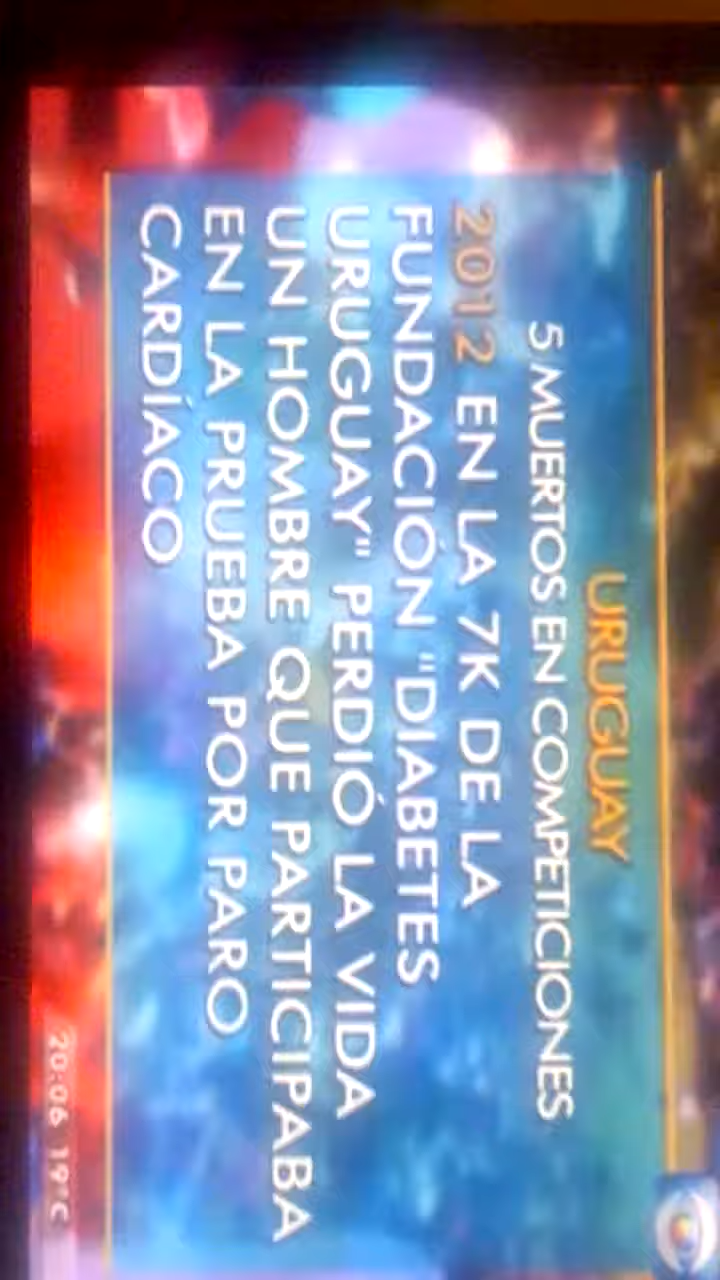 URUGUAY
5 MUERTOS EN COMPETICIONES
2012 EN LA 7K DE LA
FUNDACIÓN "DIABETES
URUGUAY" PERDIÓ LA VIDA
UN HOMBRE QUE PARTICIPABA
EN LA PRUEBA POR PARO
CARDÍACO
20:06 19°C